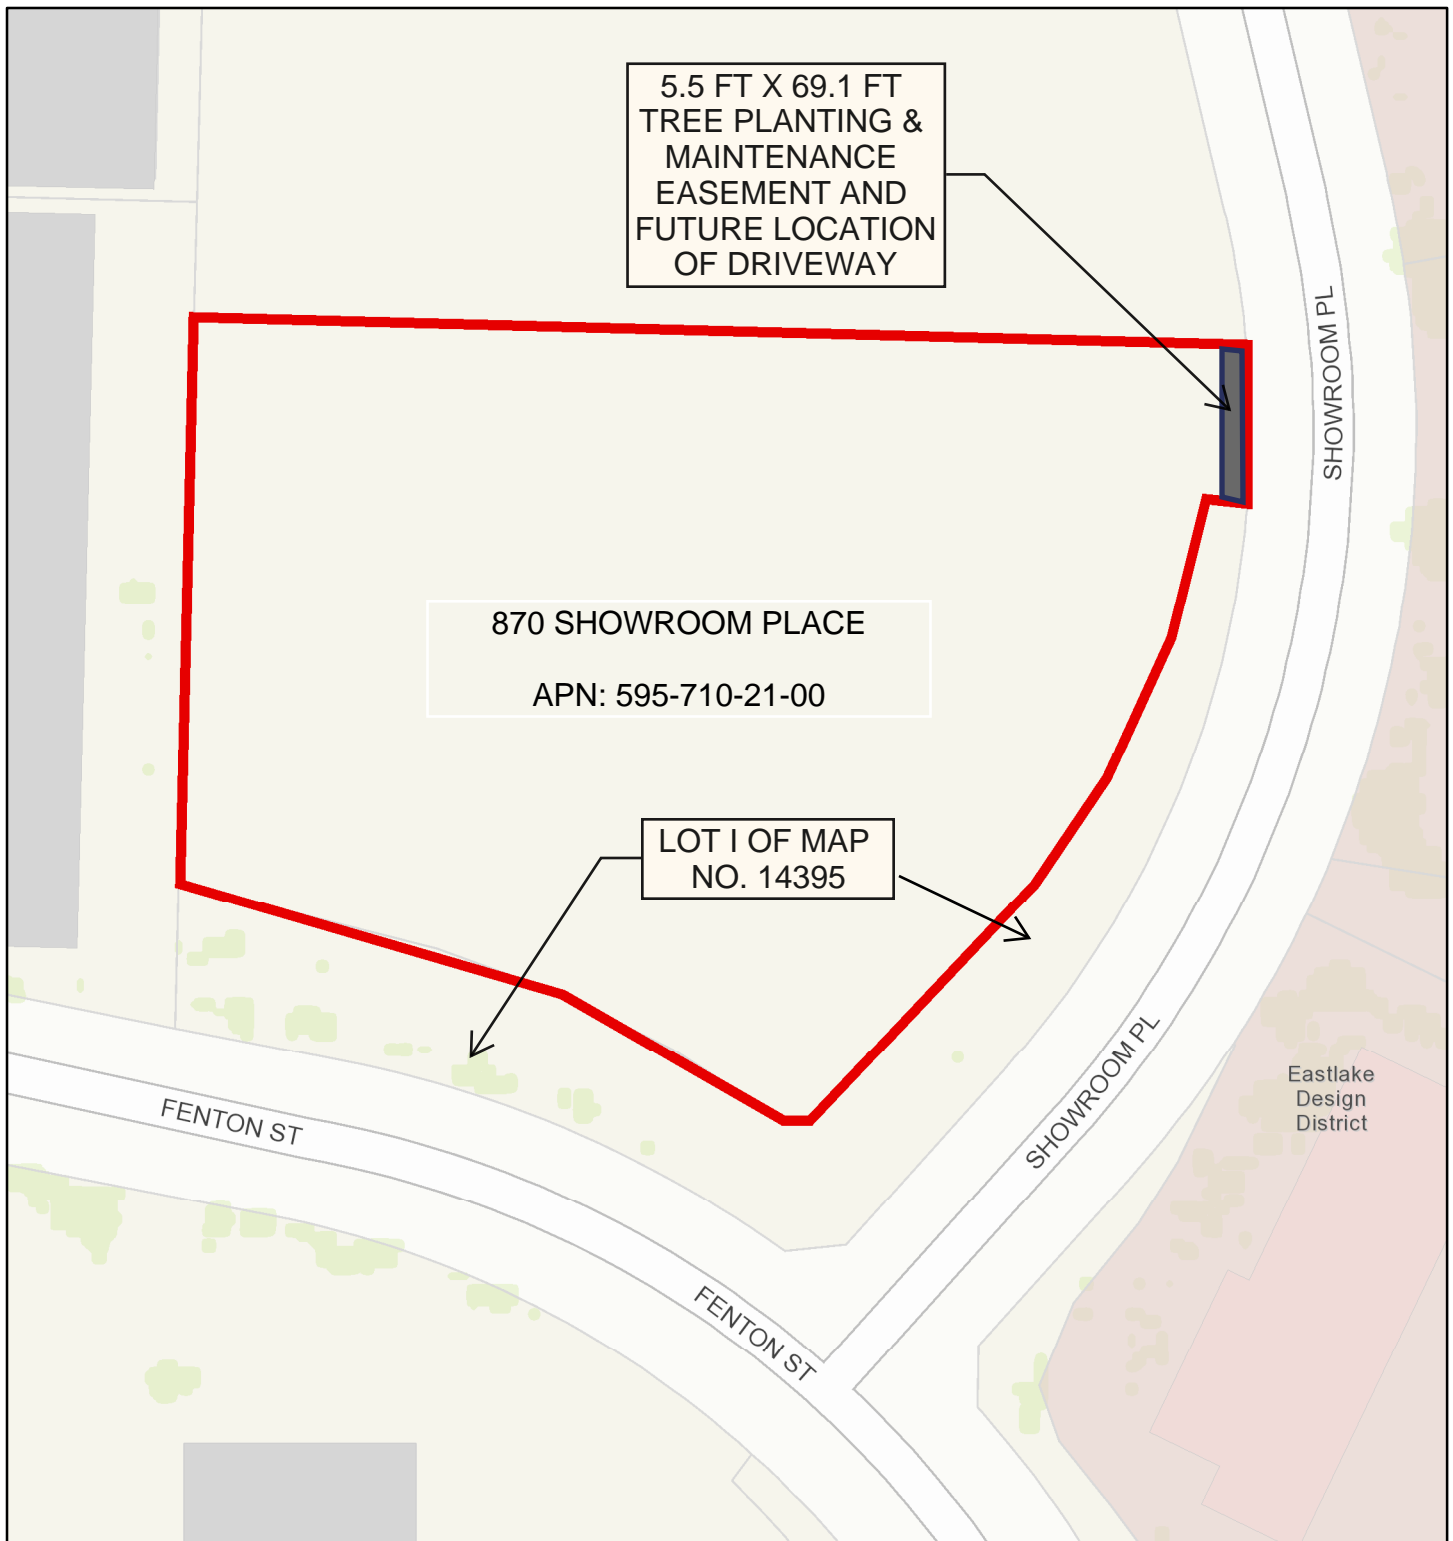 5.5 FT X 69.1 FT
TREE PLANTING &
MAINTENANCE
EASEMENT AND
FUTURE LOCATION
OF DRIVEWAY
SHOWROOM PL
870 SHOWROOM PLACE
APN: 595-710-21-00
LOT I OF MAP
NO. 14395
SHOWROOM PL
Eastlake
Design
District
FENTON ST
FENTON ST